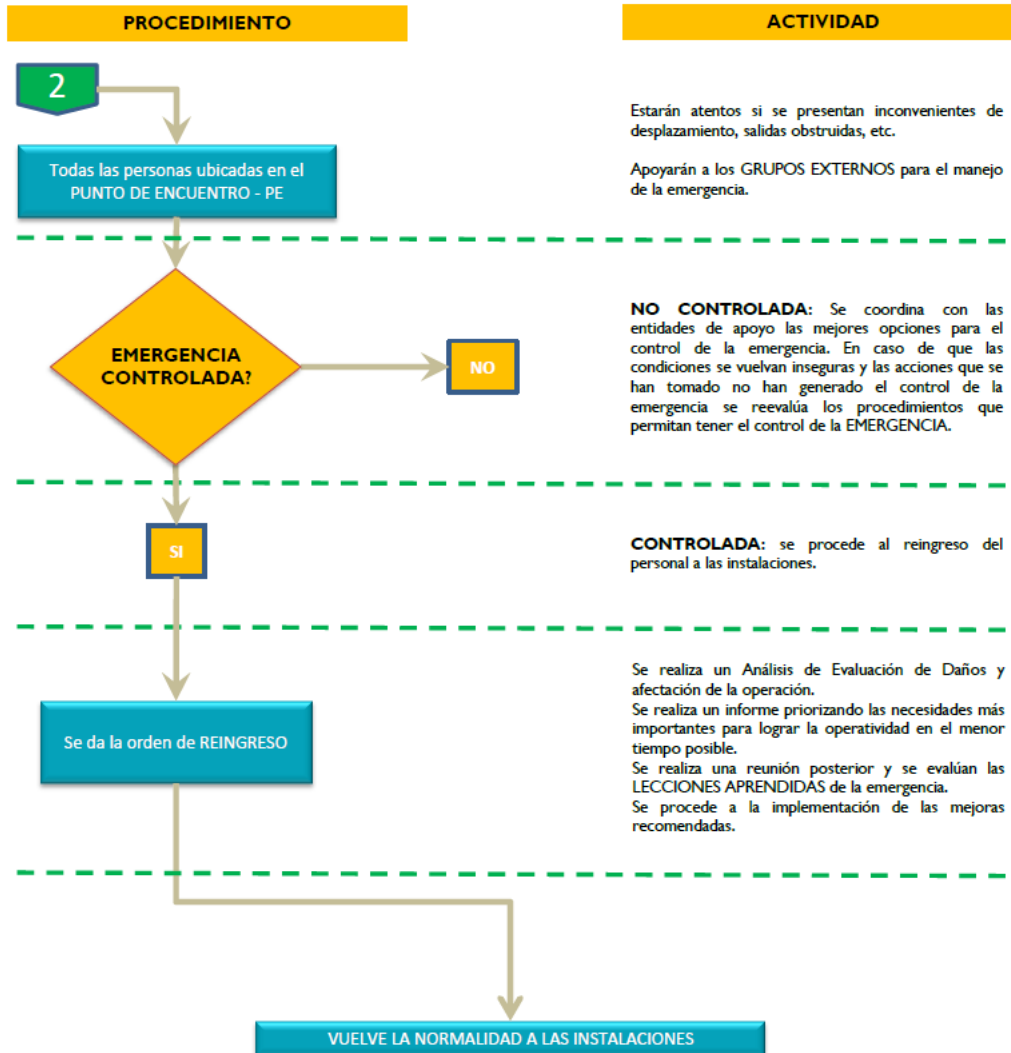 PROCEDIMIENTO
ACTIVIDAD
2
Todas las personas ubicadas en el
PUNTO DE ENCUENTRO - PE
Estarán atentos si se presentan inconvenientes de
desplazamiento, salidas obstruidas, etc.
Apoyarán a los GRUPOS EXTERNOS para el manejo
de la emergencia.
EMERGENCIA
CONTROLADA?
NO
NO CONTROLADA: Se coordina con las
entidades de apoyo las mejores opciones para el
control de la emergencia. En caso de que las
condiciones se vuelvan inseguras y las acciones que se
han tomado no han generado el control de la
emergencia se reevalúa los procedimientos que
permitan tener el control de la EMERGENCIA.
SI
CONTROLADA: se procede al reingreso del
personal a las instalaciones.
Se da la orden de REINGRESO
Se realiza un Análisis de Evaluación de Daños y
afectación de la operación.
Se realiza un informe priorizando las necesidades más
importantes para lograr la operatividad en el menor
tiempo posible.
Se realiza una reunión posterior y se evalúan las
LECCIONES APRENDIDAS de la emergencia.
Se procede a la implementación de las mejoras
recomendadas.
VUELVE LA NORMALIDAD A LAS INSTALACIONES